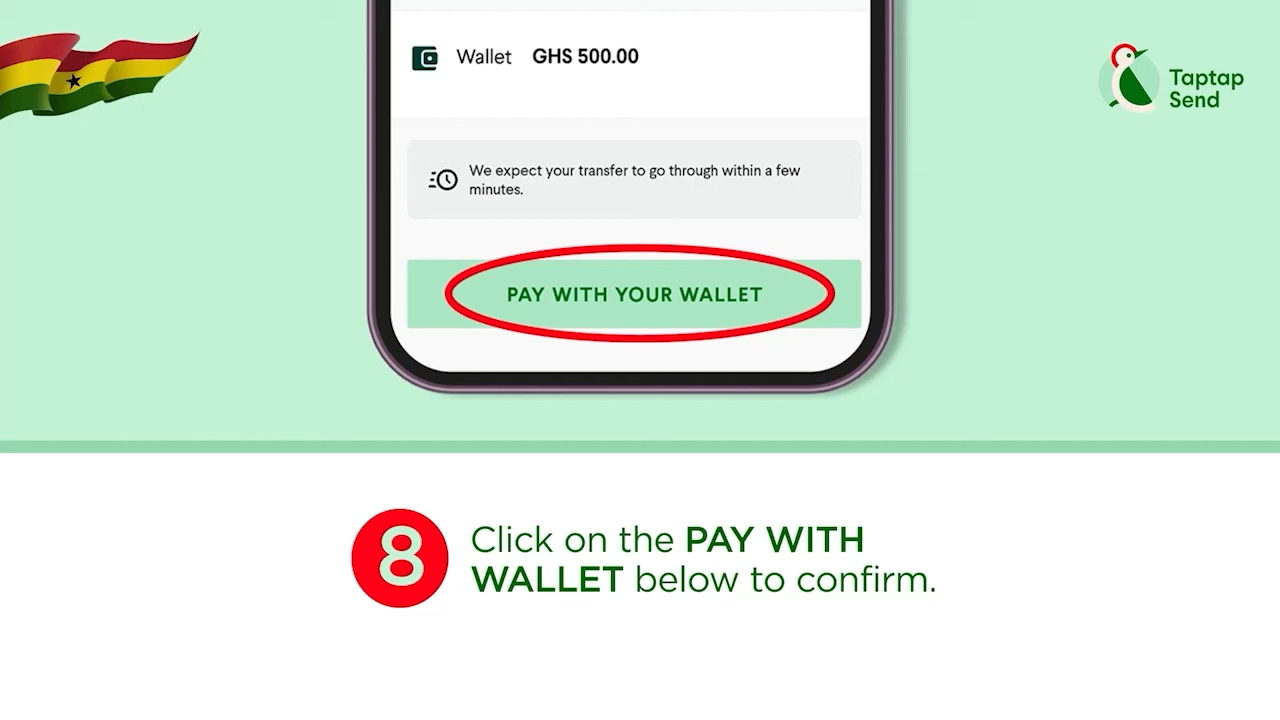 Wallet GHS 500.00
Taptap
Send
We expect your transfer to go through within a few
minutes.
PAY WITH YOUR WALLET
8
Click on the PAY WITH
WALLET below to confirm.